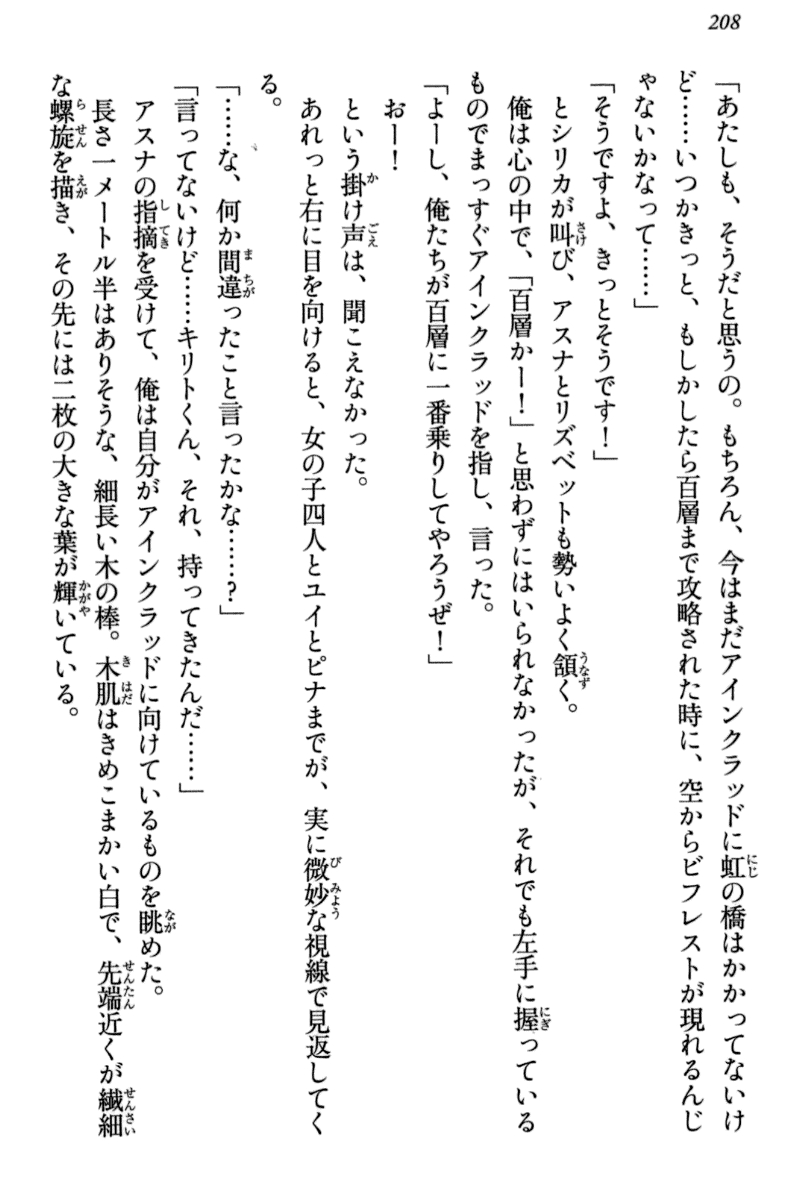 208
「あたしも、そうだと思うの。もちろん、今はまだアインクラッドに虹の橋はかかってないけ
ど……いつかきっと、もしかしたら百層まで攻略された時に、空からビフレストが現れるんじ
ゃないかなって……」
「そうですよ、きっとそうです！」
とシリカが叫び、アスナとリズベットも勢いよく頷く。
俺は心の中で、「百層かー！」と思わずにはいられなかったが、それでも左手に握っている
ものでまっすぐアインクラッドを指し、言った。
「よーし、俺たちが百層に一番乗りしてやろうぜ！」
おー！
という掛け声は、聞こえなかった。
あれっと右に目を向けると、女の子四人とユイとピナまでが、実に微妙な視線で見返してく
る。
「……な、何か間違ったこと言ったかな……？」
「言ってないけど……キリトくん、それ、持ってきたんだ……」
アスナの指摘を受けて、俺は自分がアインクラッドに向けているものを眺めた。
長さ一メートル半はありそうな、細長い木の棒。木肌はきめこまかい白で、先端近くが繊細
な螺旋を描き、その先には二枚の大きな葉が輝いている。